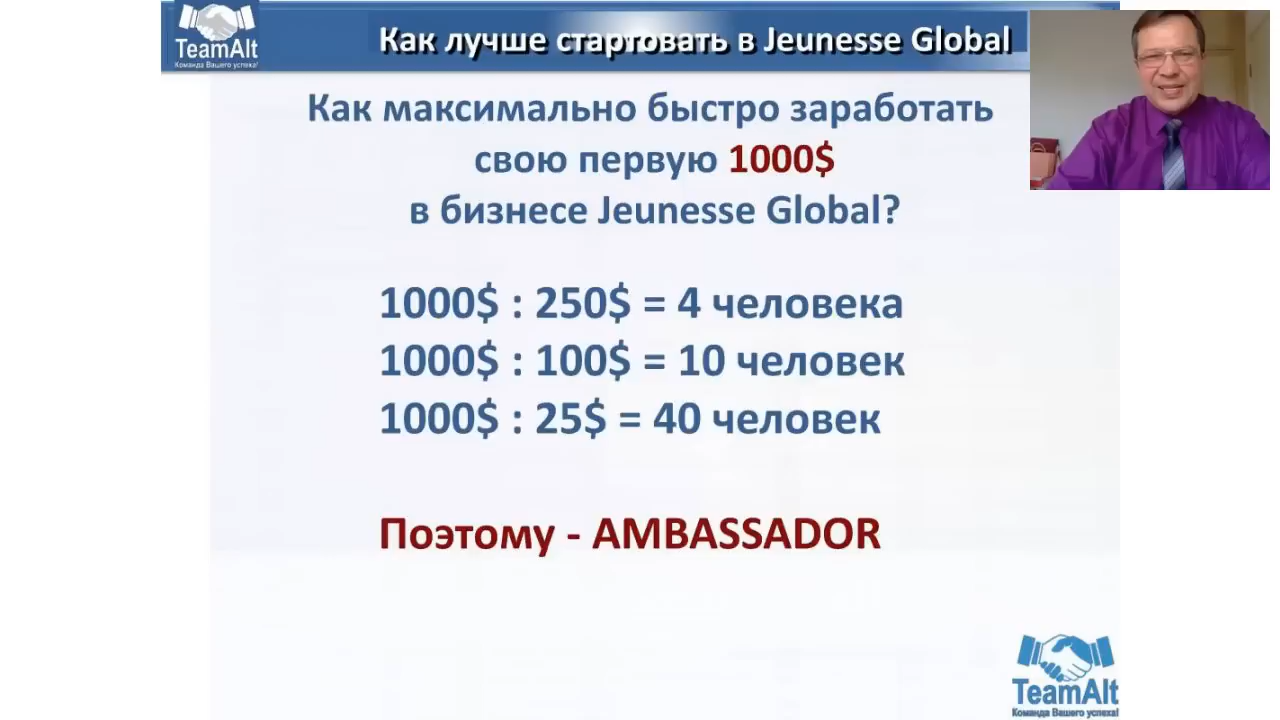 TeamAlt
Команда Вашего успеха!
Как лучше стартовать в Jeunesse Global
Как максимально быстро заработать
свою первую 1000$
в бизнесе Jeunesse Global?
1000$ : 250$ = 4 человека
1000$ : 100$ = 10 человек
1000$ : 25$ = 40 человек
Поэтому - AMBASSADOR
TeamAlt
Команда Вашего успеха!